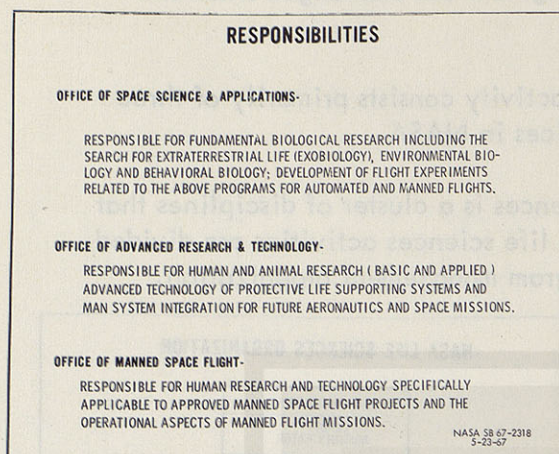 RESPONSIBILITIES
OFFICE OF SPACE SCIENCE & APPLICATIONS-
RESPONSIBLE FOR FUNDAMENTAL BIOLOGICAL RESEARCH INCLUDING THE
SEARCH FOR EXTRATERRESTRIAL LIFE (EXOBIOLOGY), ENVIRONMENTAL BIO-
LOGY AND BEHAVIORAL BIOLOGY; DEVELOPMENT OF FLIGHT EXPERIMENTS
RELATED TO THE ABOVE PROGRAMS FOR AUTOMATED AND MANNED FLIGHTS.
OFFICE OF ADVANCED RESEARCH & TECHNOLOGY-
RESPONSIBLE FOR HUMAN AND ANIMAL RESEARCH ( BASIC AND APPLIED )
ADVANCED TECHNOLOGY OF PROTECTIVE LIFE SUPPORTING SYSTEMS AND
MAN SYSTEM INTEGRATION FOR FUTURE AERONAUTICS AND SPACE MISSIONS.
OFFICE OF MANNED SPACE FLIGHT-
RESPONSIBLE FOR HUMAN RESEARCH AND TECHNOLOGY SPECIFICALLY
APPLICABLE TO APPROVED MANNED SPACE FLIGHT PROJECTS AND THE
OPERATIONAL ASPECTS OF MANNED FLIGHT MISSIONS.
NASA SB 67-2318
5-23-67